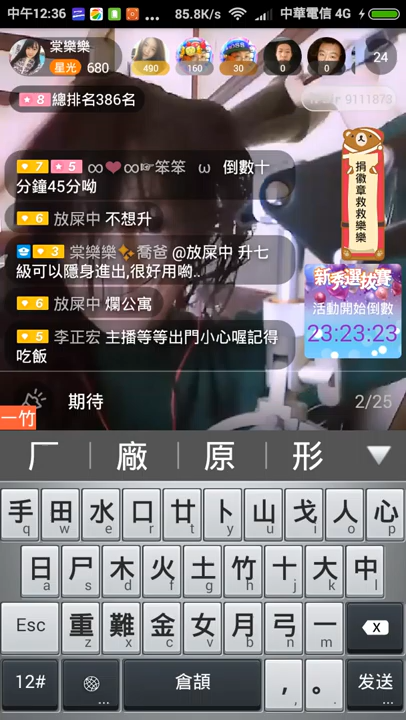 中午12:36 ... 85.8K/s 中華電信 4G
棠樂樂
星光 680
490
160
30
0
0
24
8 總排名386名
9111873
7 5 ∞❤∞☞笨笨 ω 倒數十
分鐘45分呦
6 放屎中 不想升
3 棠樂樂✨喬爸 @放屎中 升七
級可以隱身進出,很好用喲..
6 放屎中 爛公寓
5 李正宏 主播等等出門小心喔記得
吃飯
捐徽章救救樂樂
新秀選拔賽
活動開始倒數
23:23:23
期待 2/25
一竹
厂 廠 原 形
手 田 水 口 廿 卜 山 戈 人 心
q w e r t y u i o p
日 尸 木 火 土 竹 十 大 中
a s d f g h j k l
Esc 重 難 金 女 月 弓 一 X
z x c v b n m
12# ... 倉頡 , 。 发送
... ...